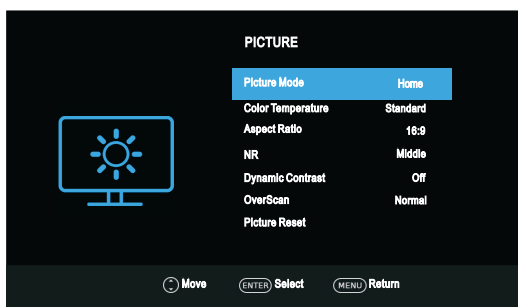 PICTURE
Picture Mode Home
Color Temperature Standard
Aspect Ratio 16:9
NR Middle
Dynamic Contrast Off
OverScan Normal
Picture Reset
Move ENTER Select MENU Return